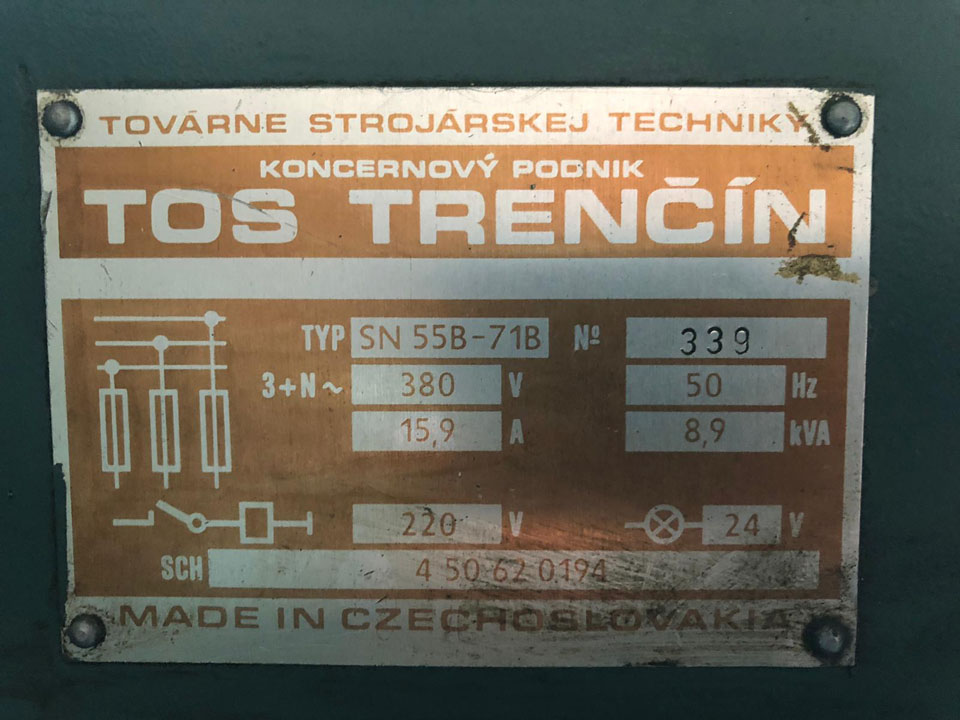 TOVÁRNE STROJÁRSKEJ TECHNIKY
KONCERNOVÝ PODNIK
TOS TRENČÍN
TYP SN 55B-71B Nº 339
3+N~ 380 V 50 Hz
15,9 A 8,9 kVA
220 V 24 V
SCH 4 50 62 0194
MADE IN CZECHOSLOVAKIA